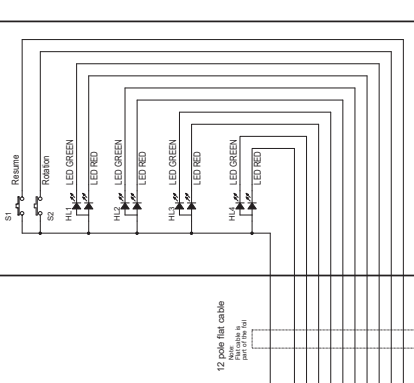 Resume
Rotation
LED GREEN
LED RED
LED GREEN
LED RED
LED GREEN
LED RED
LED GREEN
LED RED
S1
S2
HL1
HL2
HL3
HL4
12 pole flat cable
Note:
Flat cable is
part of the foil